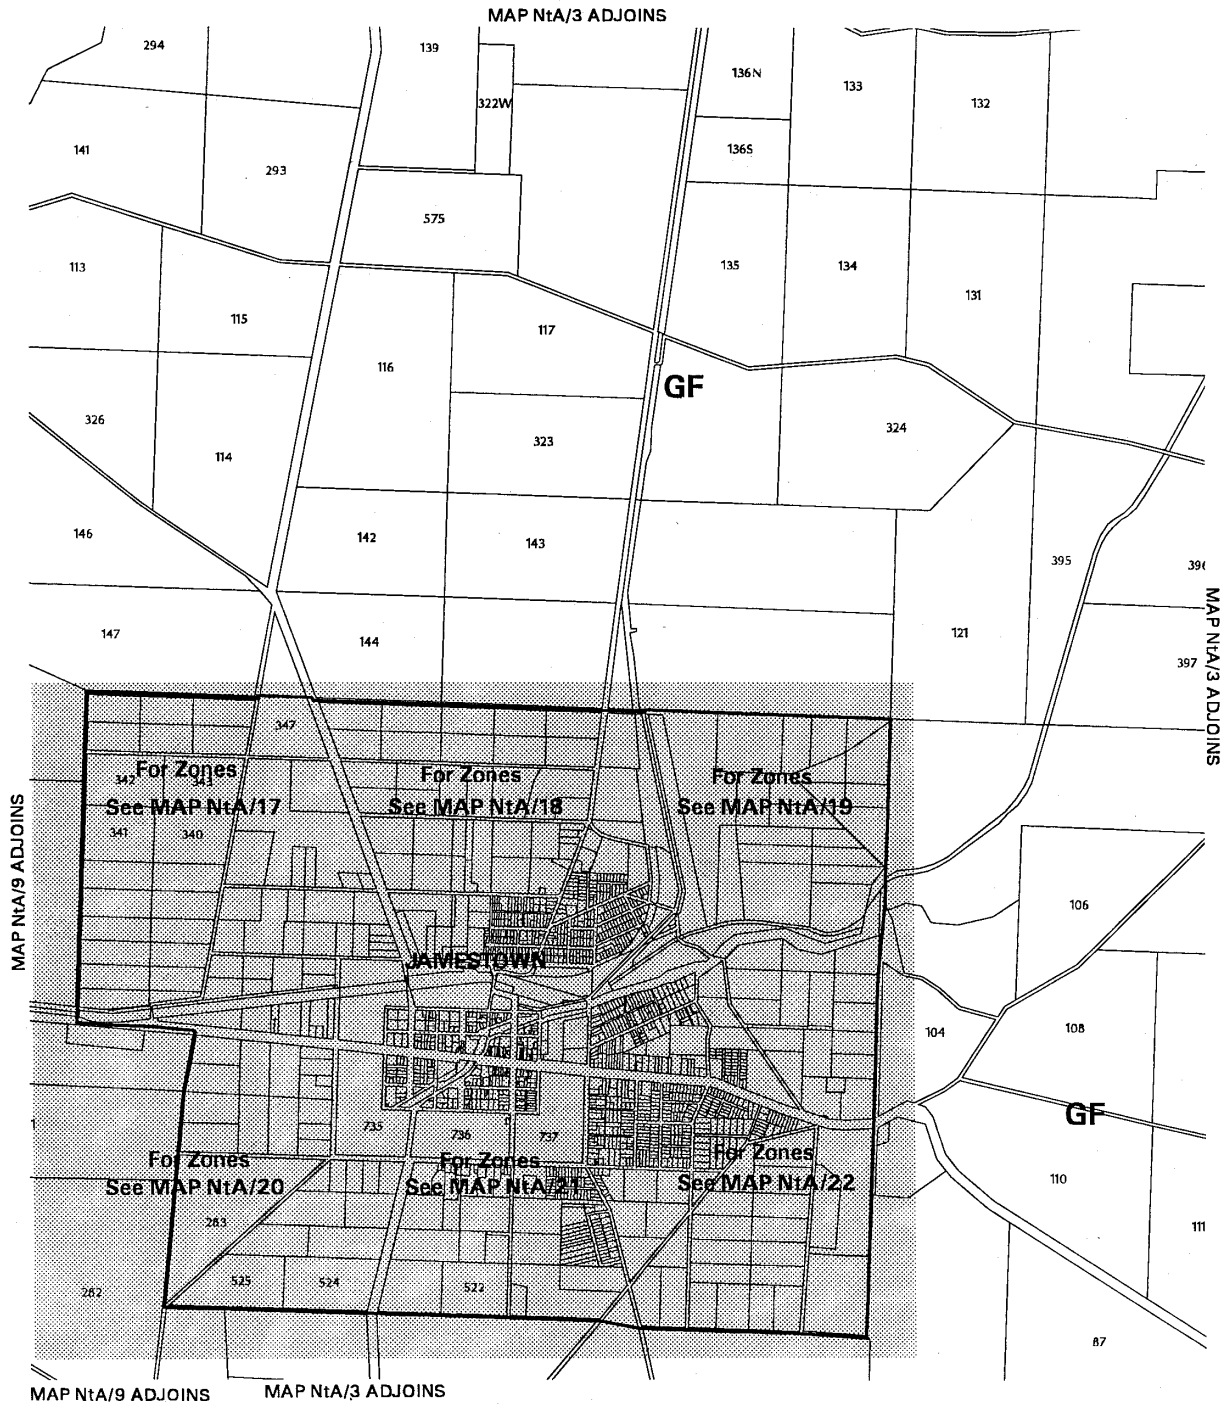 MAP NtA/3 ADJOINS
294
139
136N
133
132
322W
141
293
136S
575
113
135
134
131
115
117
116
GF
326
114
323
324
146
142
143
395
396
147
144
121
397
MAP NtA/3 ADJOINS
347
For Zones
See MAP NtA/17
342
343
For Zones
See MAP NtA/18
For Zones
See MAP NtA/19
341
340
MAP NtA/9 ADJOINS
106
JAMESTOWN
104
108
GF
735
736
737
For Zones
See MAP NtA/20
For Zones
See MAP NtA/21
For Zones
See MAP NtA/22
110
111
283
282
525
524
522
87
MAP NtA/9 ADJOINS
MAP NtA/3 ADJOINS